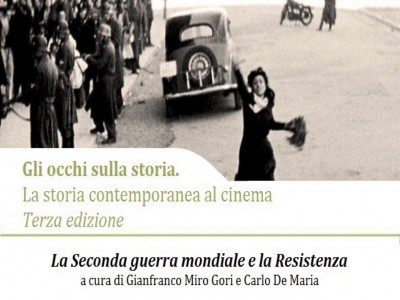 Gli occhi sulla storia.
La storia contemporanea al cinema
Terza edizione
La Seconda guerra mondiale e la Resistenza
a cura di Gianfranco Miro Gori e Carlo De Maria